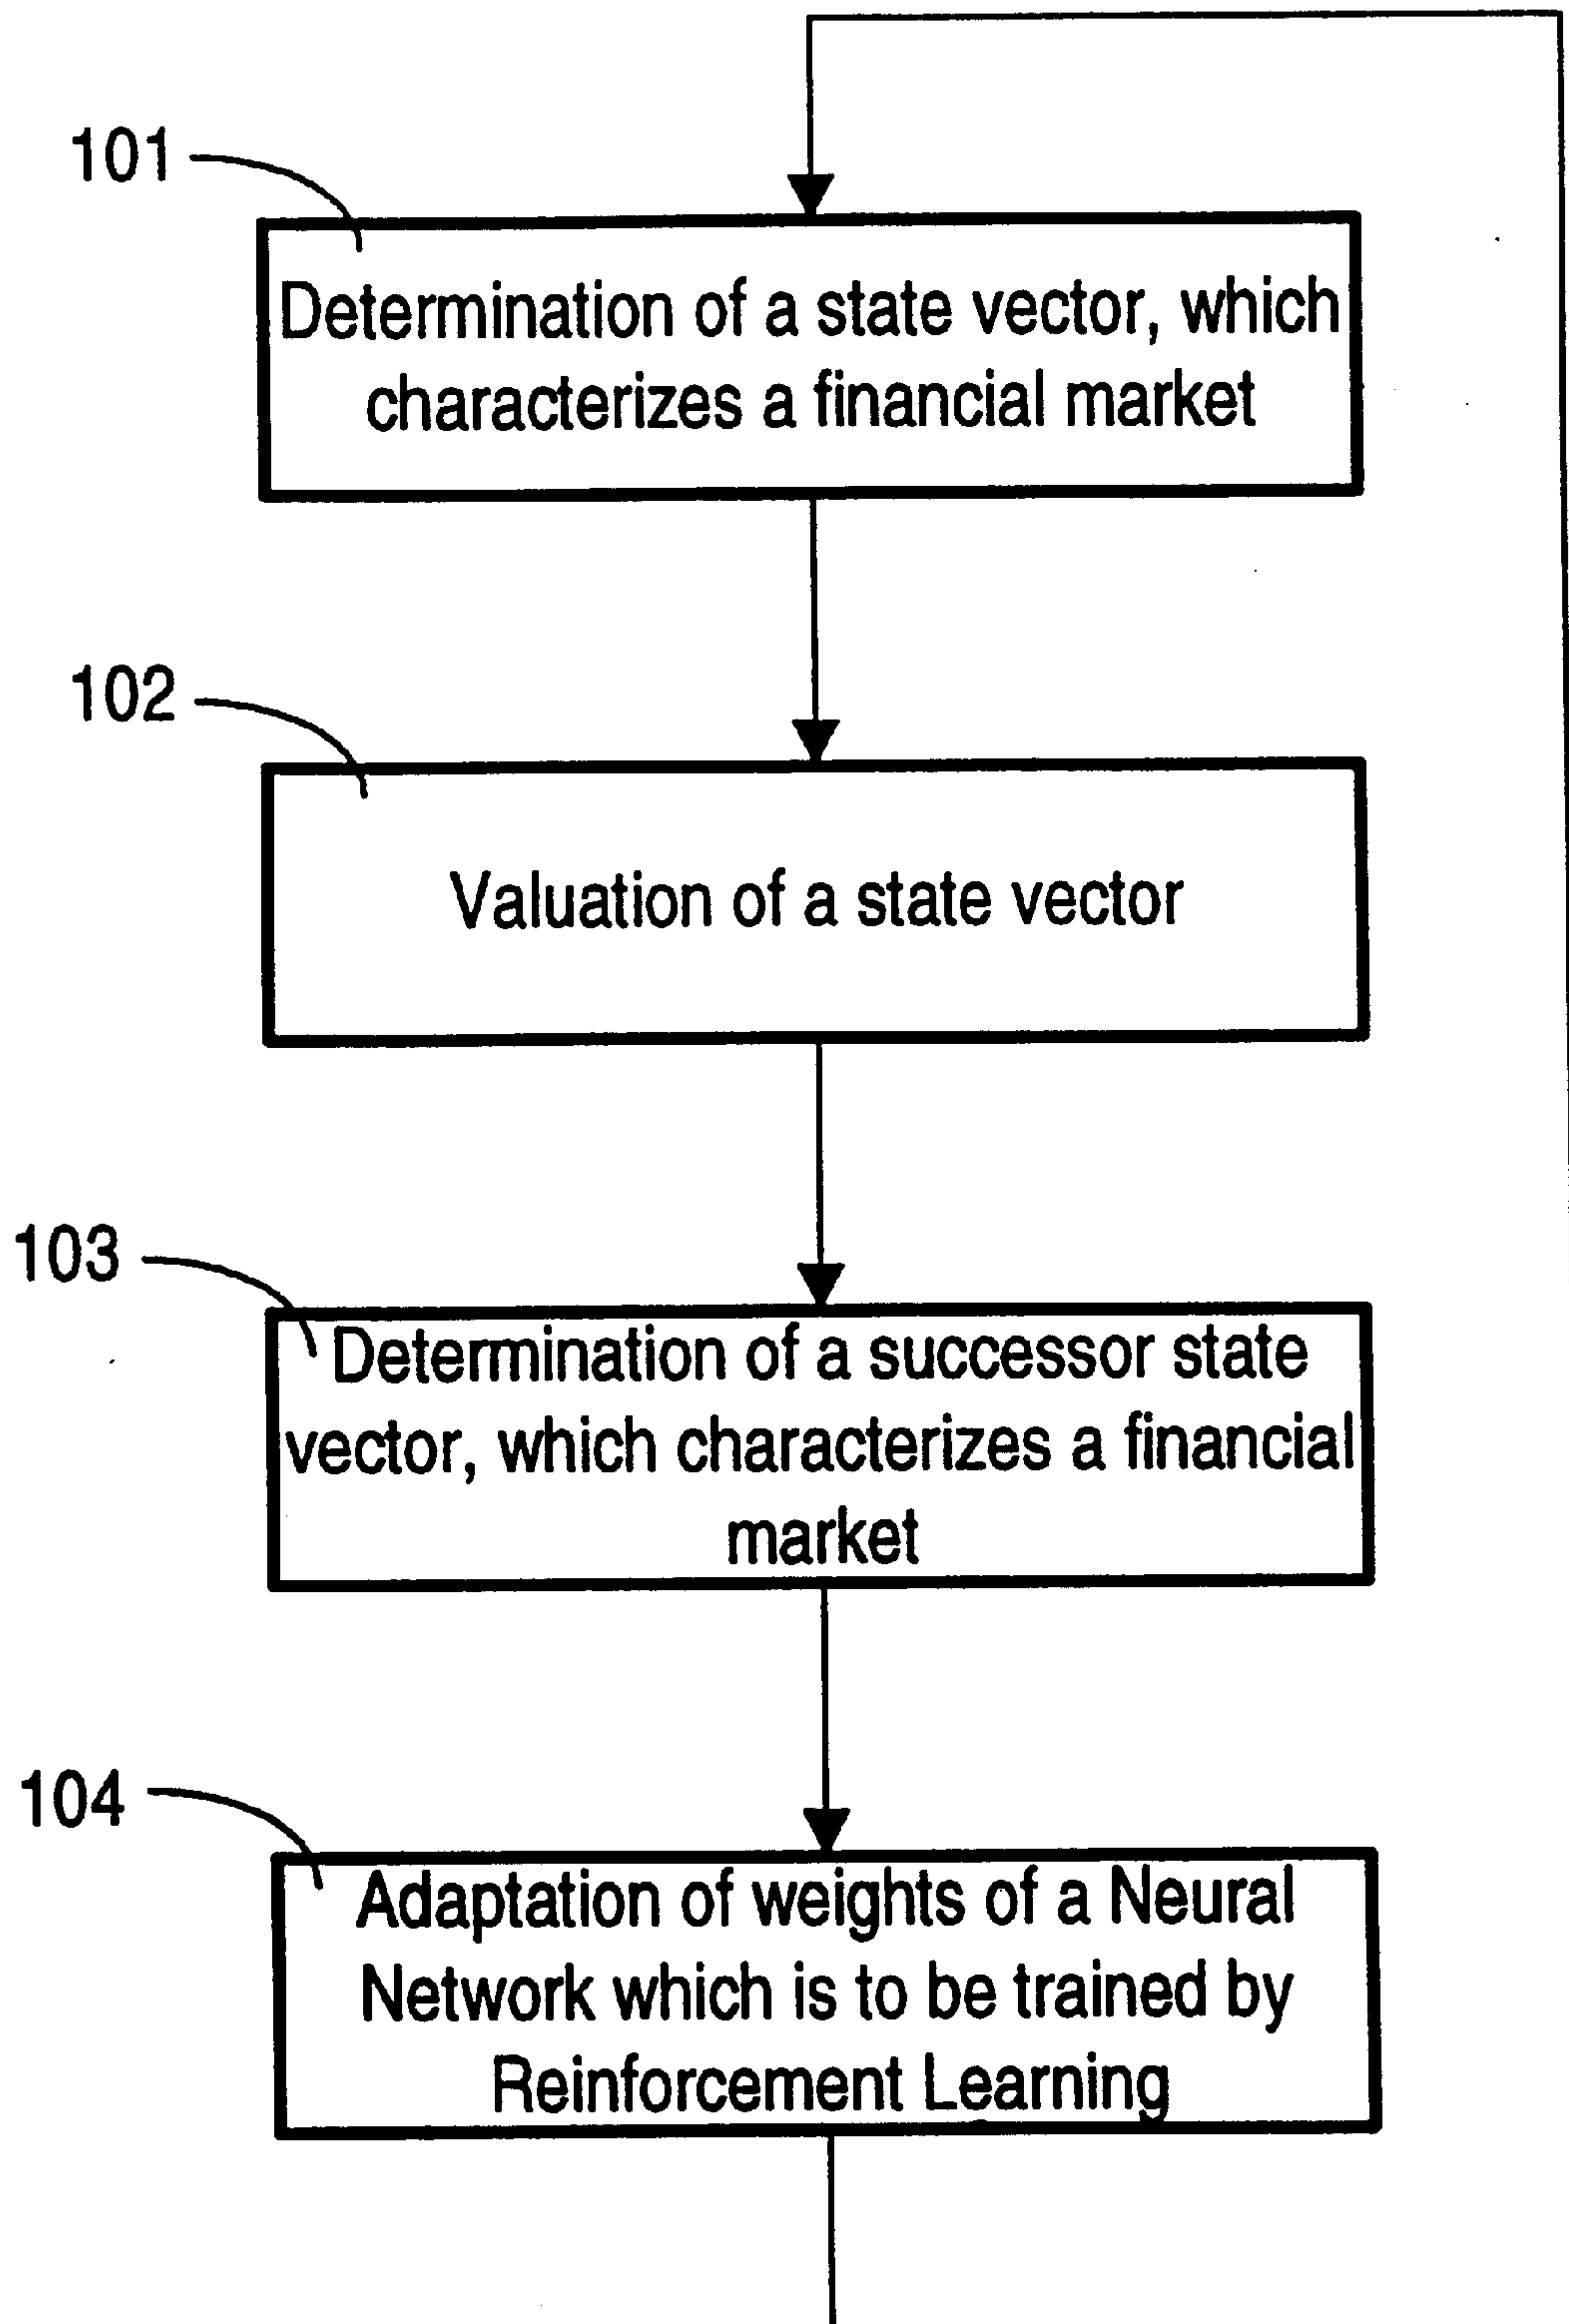 101
Determination of a state vector, which
characterizes a financial market
102
Valuation of a state vector
103
Determination of a successor state
vector, which characterizes a financial
market
104
Adaptation of weights of a Neural
Network which is to be trained by
Reinforcement Learning